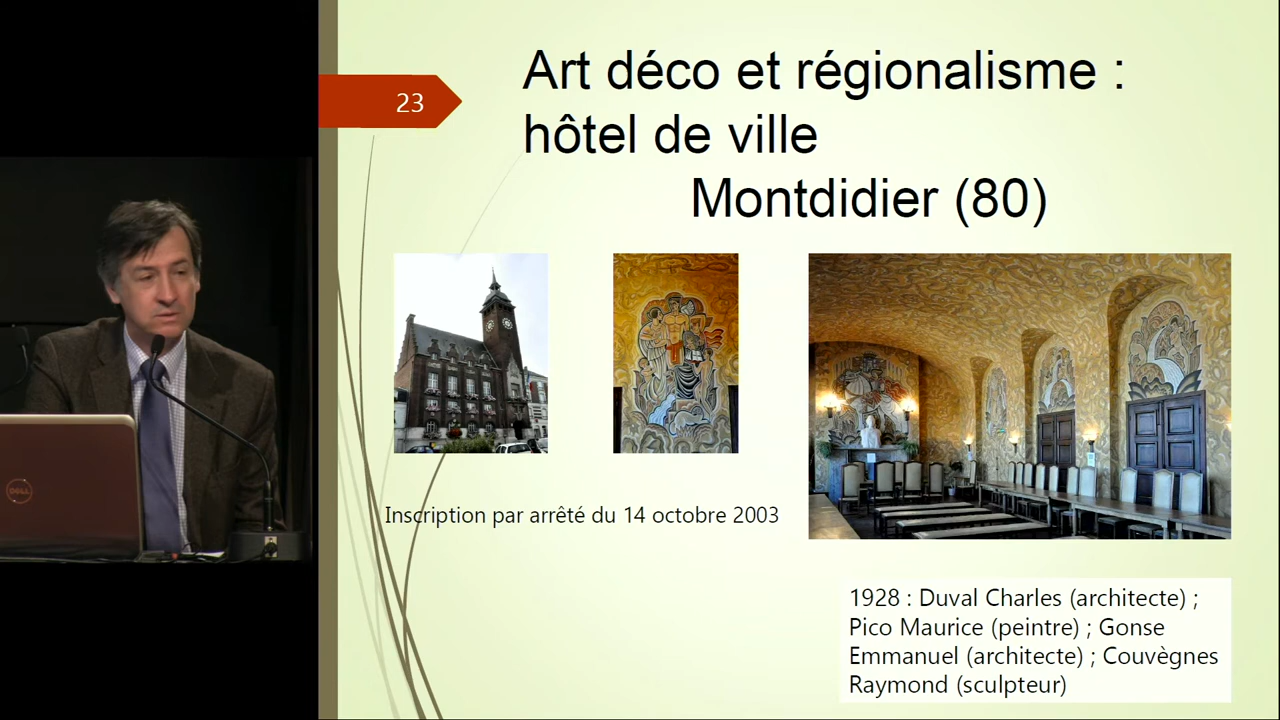 23
Art déco et régionalisme :
hôtel de ville
Montdidier (80)
Inscription par arrêté du 14 octobre 2003
1928 : Duval Charles (architecte) ;
Pico Maurice (peintre) ; Gonse
Emmanuel (architecte) ; Couvègnes
Raymond (sculpteur)
DELL